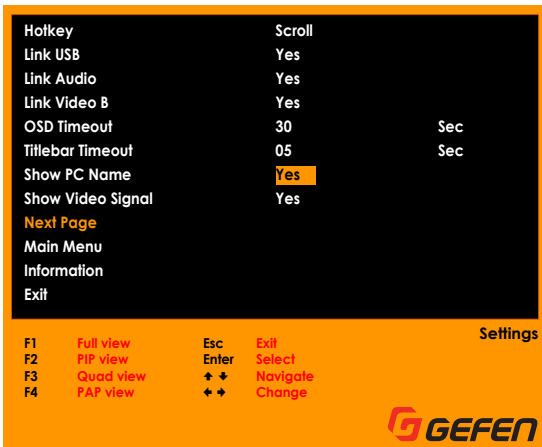 Hotkey Scroll
Link USB Yes
Link Audio Yes
Link Video B Yes
OSD Timeout 30 Sec
Titlebar Timeout 05 Sec
Show PC Name Yes
Show Video Signal Yes
Next Page
Main Menu
Information
Exit
Settings
F1 Full view Esc Exit
F2 PIP view Enter Select
F3 Quad view ↑ ↓ Navigate
F4 PAP view ← → Change
GEFEN